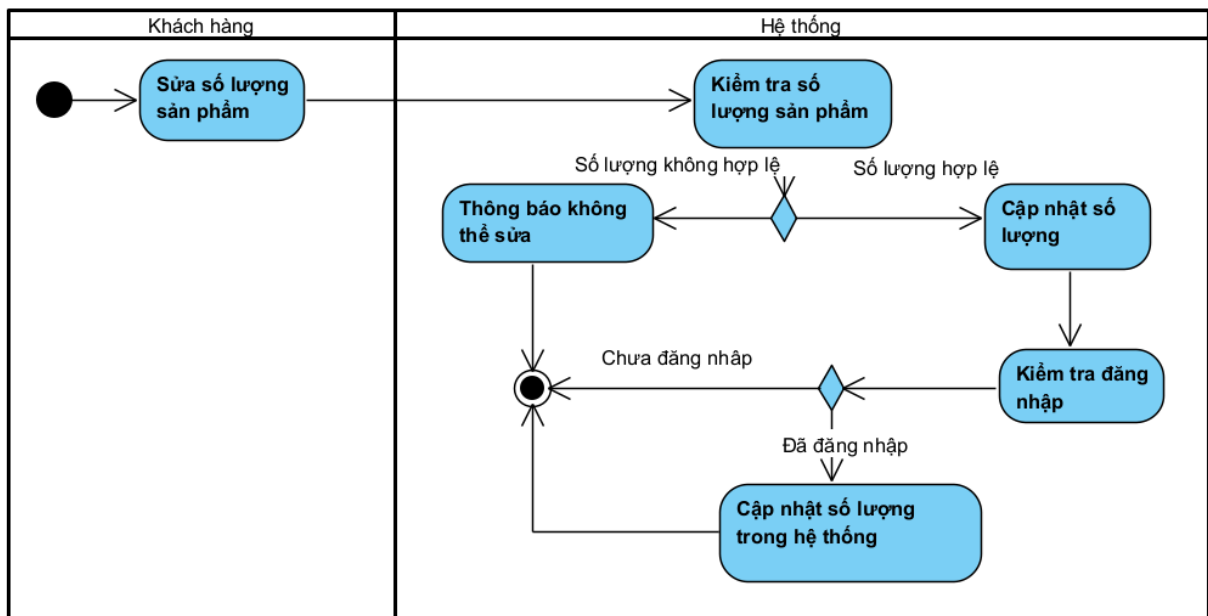 Khách hàng
Hệ thống
Sửa số lượng
sản phẩm
Kiểm tra số
lượng sản phẩm
Số lượng không hợp lệ
Số lượng hợp lệ
Thông báo không
thể sửa
Cập nhật số
lượng
Chưa đăng nhâp
Kiểm tra đăng
nhập
Đã đăng nhập
Cập nhật số lượng
trong hệ thống